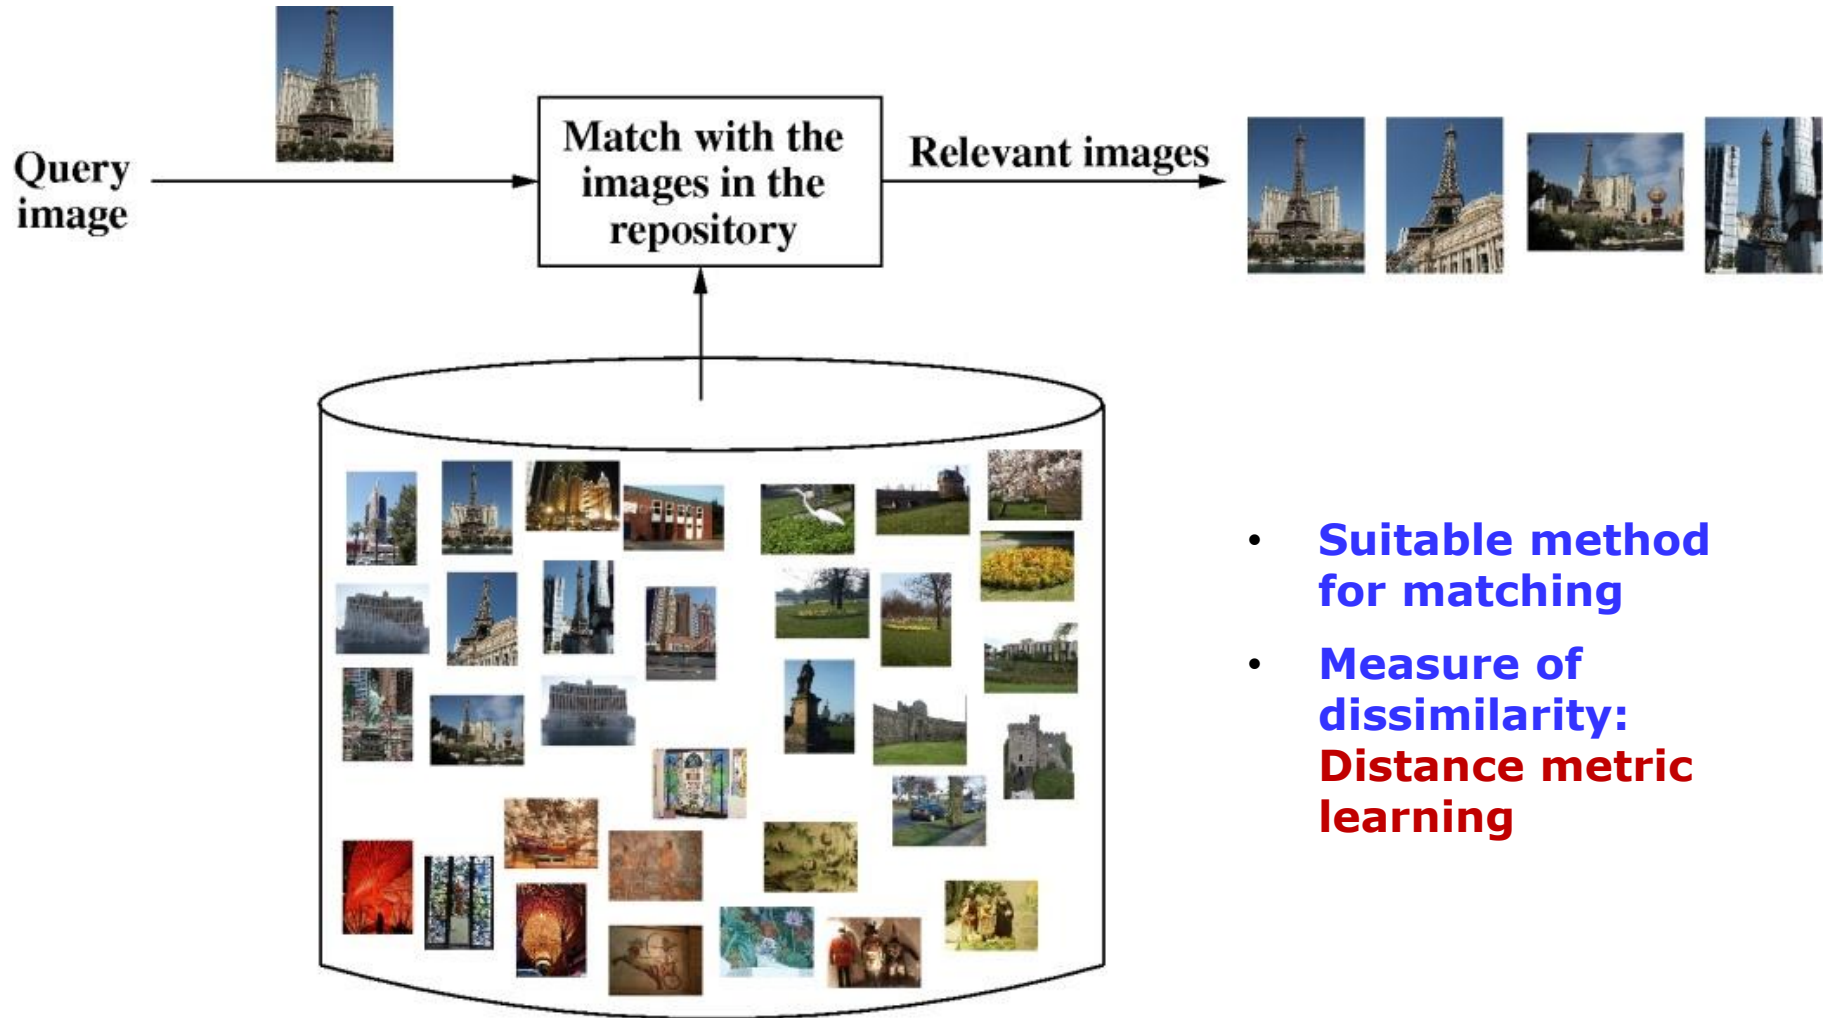 Query
image
Match with the
images in the
repository
Relevant images
• Suitable method
for matching
• Measure of
dissimilarity:
Distance metric
learning